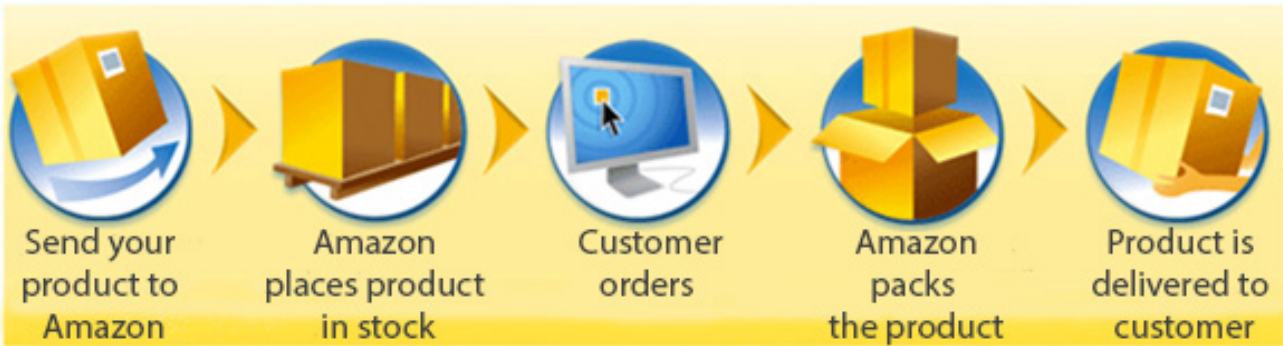 Send your
product to
Amazon
Amazon
places product
in stock
Customer
orders
Amazon
packs
the product
Product is
delivered to
customer